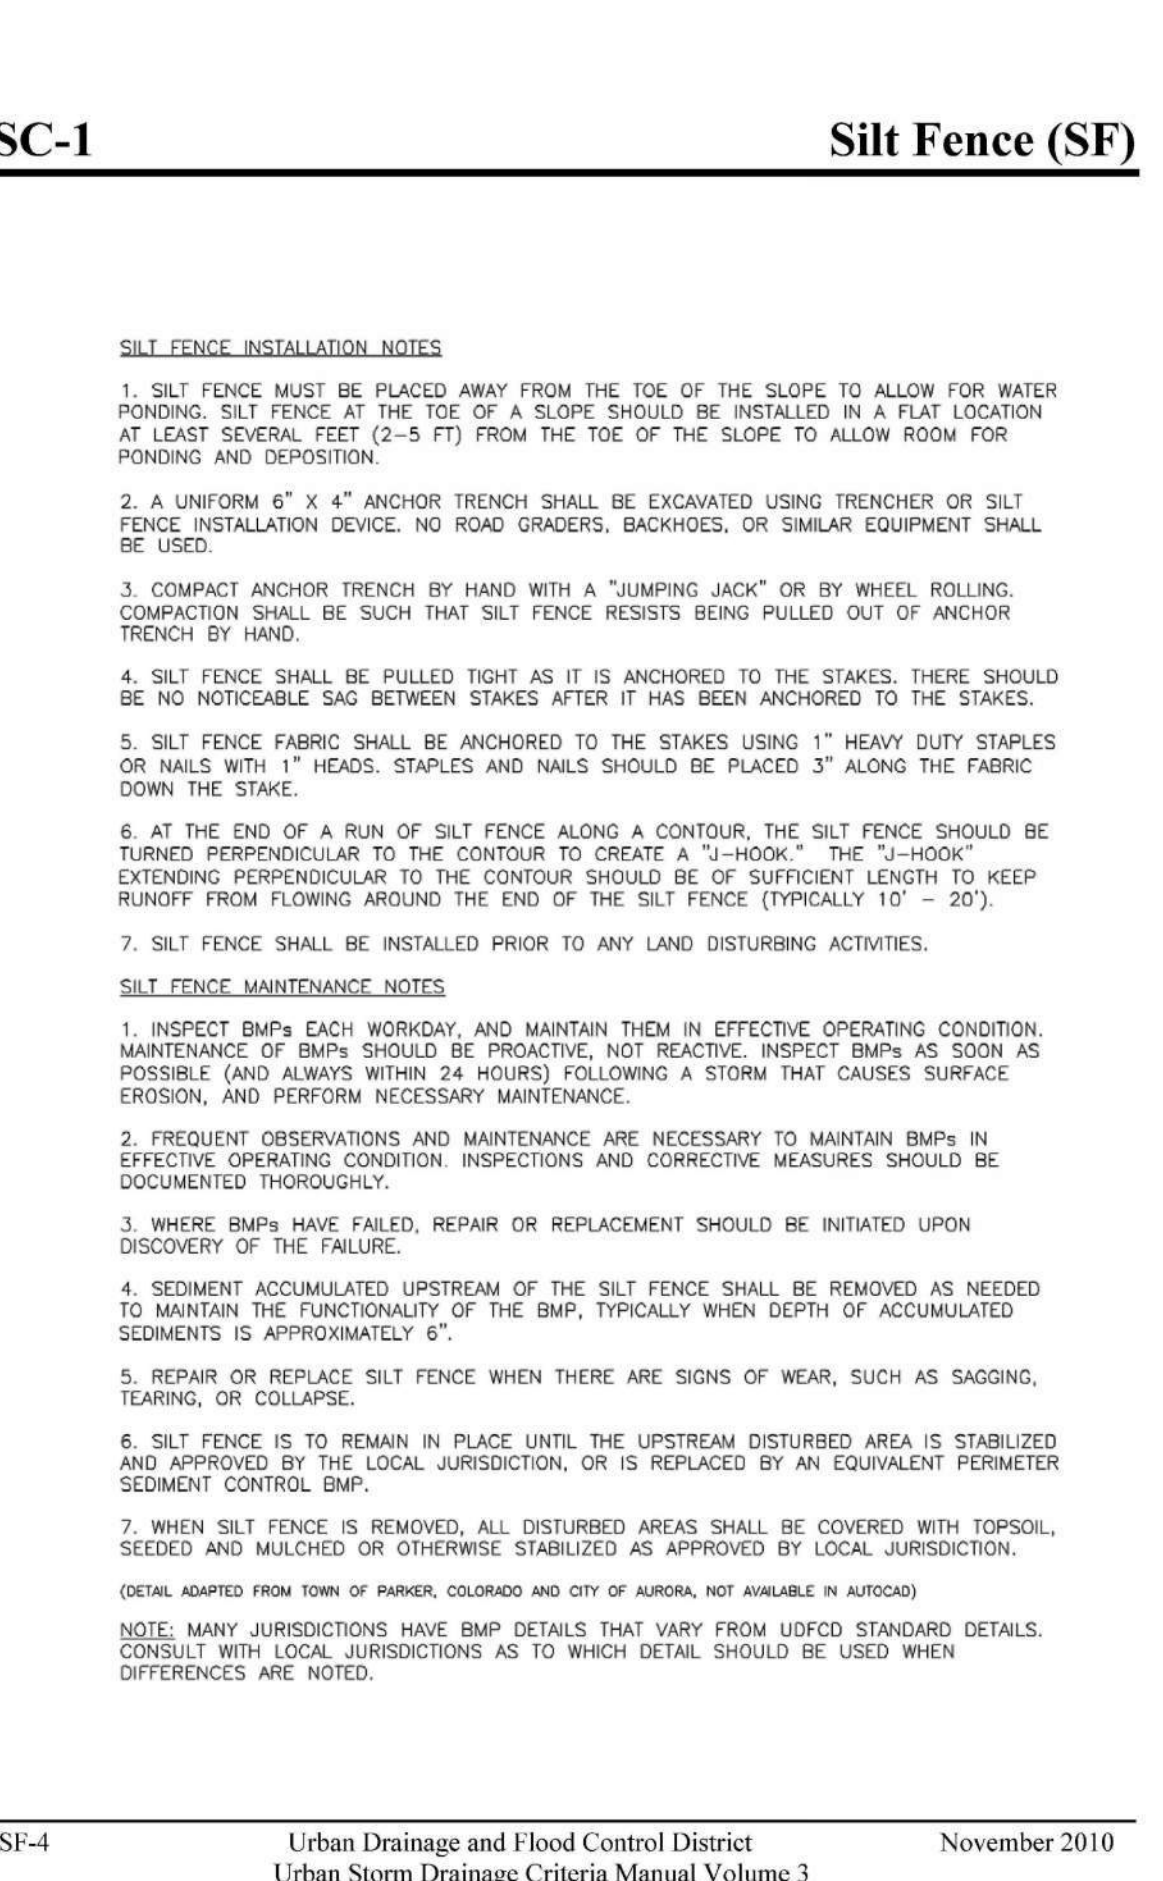 SC-1
Silt Fence (SF)
SILT FENCE INSTALLATION NOTES
1. SILT FENCE MUST BE PLACED AWAY FROM THE TOE OF THE SLOPE TO ALLOW FOR WATER
PONDING. SILT FENCE AT THE TOE OF A SLOPE SHOULD BE INSTALLED IN A FLAT LOCATION
AT LEAST SEVERAL FEET (2–5 FT) FROM THE TOE OF THE SLOPE TO ALLOW ROOM FOR
PONDING AND DEPOSITION.
2. A UNIFORM 6" X 4" ANCHOR TRENCH SHALL BE EXCAVATED USING TRENCHER OR SILT
FENCE INSTALLATION DEVICE. NO ROAD GRADERS, BACKHOES, OR SIMILAR EQUIPMENT SHALL
BE USED.
3. COMPACT ANCHOR TRENCH BY HAND WITH A "JUMPING JACK" OR BY WHEEL ROLLING.
COMPACTION SHALL BE SUCH THAT SILT FENCE RESISTS BEING PULLED OUT OF ANCHOR
TRENCH BY HAND.
4. SILT FENCE SHALL BE PULLED TIGHT AS IT IS ANCHORED TO THE STAKES. THERE SHOULD
BE NO NOTICEABLE SAG BETWEEN STAKES AFTER IT HAS BEEN ANCHORED TO THE STAKES.
5. SILT FENCE FABRIC SHALL BE ANCHORED TO THE STAKES USING 1" HEAVY DUTY STAPLES
OR NAILS WITH 1" HEADS. STAPLES AND NAILS SHOULD BE PLACED 3" ALONG THE FABRIC
DOWN THE STAKE.
6. AT THE END OF A RUN OF SILT FENCE ALONG A CONTOUR, THE SILT FENCE SHOULD BE
TURNED PERPENDICULAR TO THE CONTOUR TO CREATE A "J–HOOK." THE "J–HOOK"
EXTENDING PERPENDICULAR TO THE CONTOUR SHOULD BE OF SUFFICIENT LENGTH TO KEEP
RUNOFF FROM FLOWING AROUND THE END OF THE SILT FENCE (TYPICALLY 10' – 20').
7. SILT FENCE SHALL BE INSTALLED PRIOR TO ANY LAND DISTURBING ACTIVITIES.
SILT FENCE MAINTENANCE NOTES
1. INSPECT BMPs EACH WORKDAY, AND MAINTAIN THEM IN EFFECTIVE OPERATING CONDITION.
MAINTENANCE OF BMPs SHOULD BE PROACTIVE, NOT REACTIVE. INSPECT BMPs AS SOON AS
POSSIBLE (AND ALWAYS WITHIN 24 HOURS) FOLLOWING A STORM THAT CAUSES SURFACE
EROSION, AND PERFORM NECESSARY MAINTENANCE.
2. FREQUENT OBSERVATIONS AND MAINTENANCE ARE NECESSARY TO MAINTAIN BMPs IN
EFFECTIVE OPERATING CONDITION. INSPECTIONS AND CORRECTIVE MEASURES SHOULD BE
DOCUMENTED THOROUGHLY.
3. WHERE BMPs HAVE FAILED, REPAIR OR REPLACEMENT SHOULD BE INITIATED UPON
DISCOVERY OF THE FAILURE.
4. SEDIMENT ACCUMULATED UPSTREAM OF THE SILT FENCE SHALL BE REMOVED AS NEEDED
TO MAINTAIN THE FUNCTIONALITY OF THE BMP, TYPICALLY WHEN DEPTH OF ACCUMULATED
SEDIMENTS IS APPROXIMATELY 6".
5. REPAIR OR REPLACE SILT FENCE WHEN THERE ARE SIGNS OF WEAR, SUCH AS SAGGING,
TEARING, OR COLLAPSE.
6. SILT FENCE IS TO REMAIN IN PLACE UNTIL THE UPSTREAM DISTURBED AREA IS STABILIZED
AND APPROVED BY THE LOCAL JURISDICTION, OR IS REPLACED BY AN EQUIVALENT PERIMETER
SEDIMENT CONTROL BMP.
7. WHEN SILT FENCE IS REMOVED, ALL DISTURBED AREAS SHALL BE COVERED WITH TOPSOIL,
SEEDED AND MULCHED OR OTHERWISE STABILIZED AS APPROVED BY LOCAL JURISDICTION.
(DETAIL ADAPTED FROM TOWN OF PARKER, COLORADO AND CITY OF AURORA, NOT AVAILABLE IN AUTOCAD)
NOTE: MANY JURISDICTIONS HAVE BMP DETAILS THAT VARY FROM UDFCD STANDARD DETAILS.
CONSULT WITH LOCAL JURISDICTIONS AS TO WHICH DETAIL SHOULD BE USED WHEN
DIFFERENCES ARE NOTED.
SF-4
Urban Drainage and Flood Control District
November 2010
Urban Storm Drainage Criteria Manual Volume 3